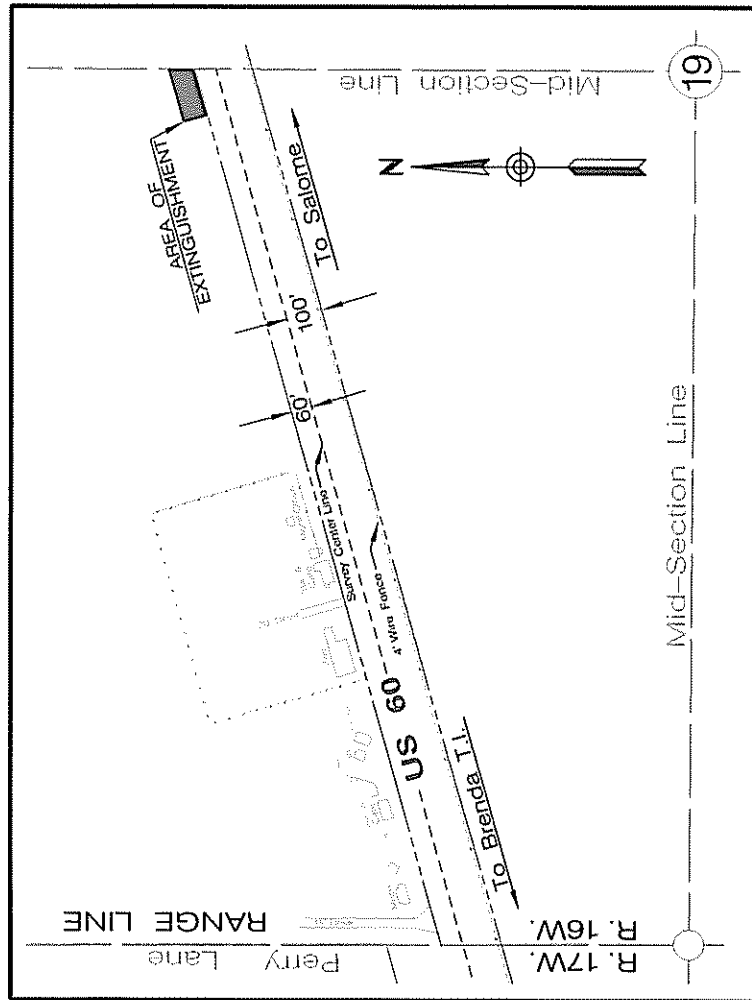 19
Mid-Section Line
AREA OF
EXTINGUISHMENT
N
To Salome
100'
60'
Survey Center Line
4' Wire Fence
US 60
To Brenda T.I.
Mid-Section Line
RANGE LINE
Perry Lane
R. 16W.
R. 17W.